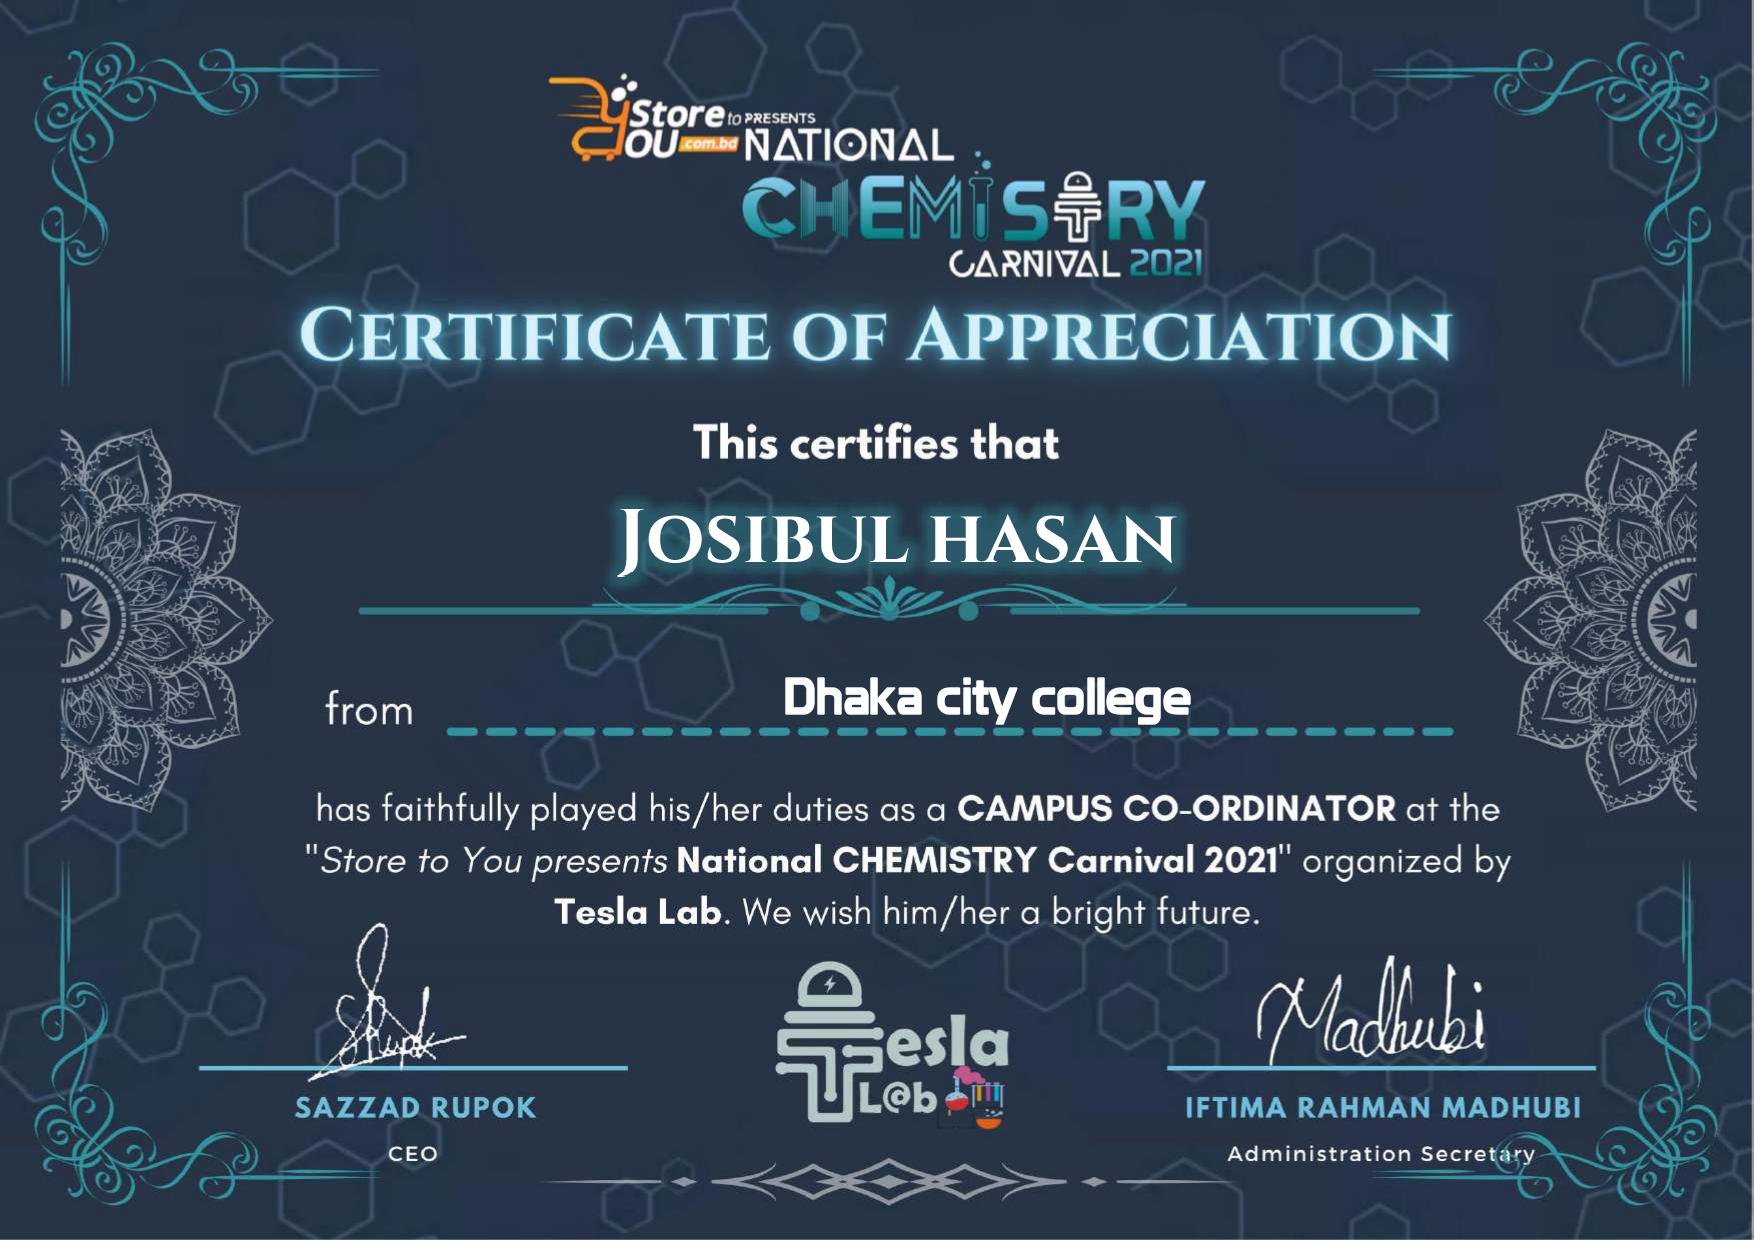 Store to PRESENTS
YOU .com.bd NATIONAL
CHEMISTRY
CARNIVAL 2021
CERTIFICATE OF APPRECIATION
This certifies that
JOSIBUL HASAN
from Dhaka city college
has faithfully played his/her duties as a CAMPUS CO-ORDINATOR at the
"Store to You presents National CHEMISTRY Carnival 2021" organized by
Tesla Lab. We wish him/her a bright future.
Shupok
Madhubi
Tesla
L@b
SAZZAD RUPOK
CEO
IFTIMA RAHMAN MADHUBI
Administration Secretary